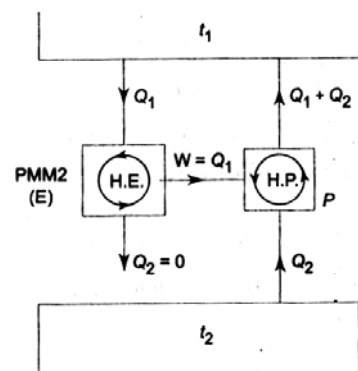 t₁
Q₁
Q₁ + Q₂
PMM2
(E)
H.E.
W = Q₁
H.P.
P
Q₂ = 0
Q₂
t₂